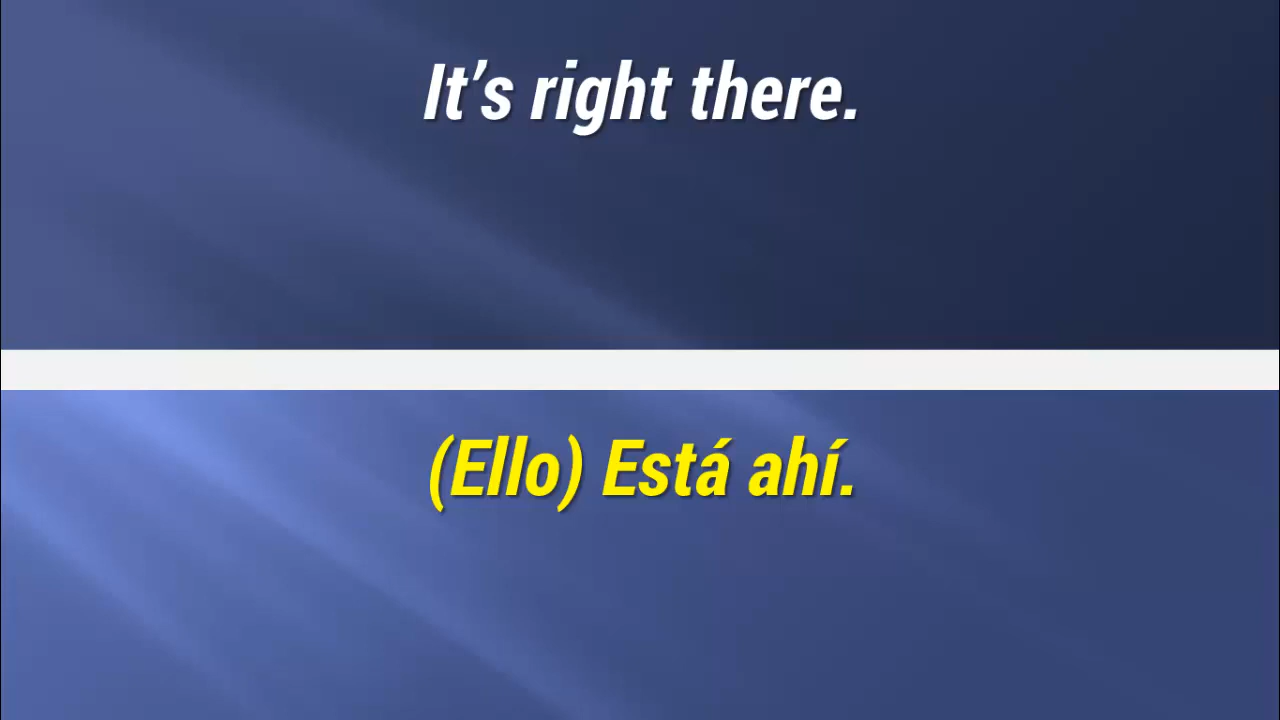 It’s right there.
(Ello) Está ahí.